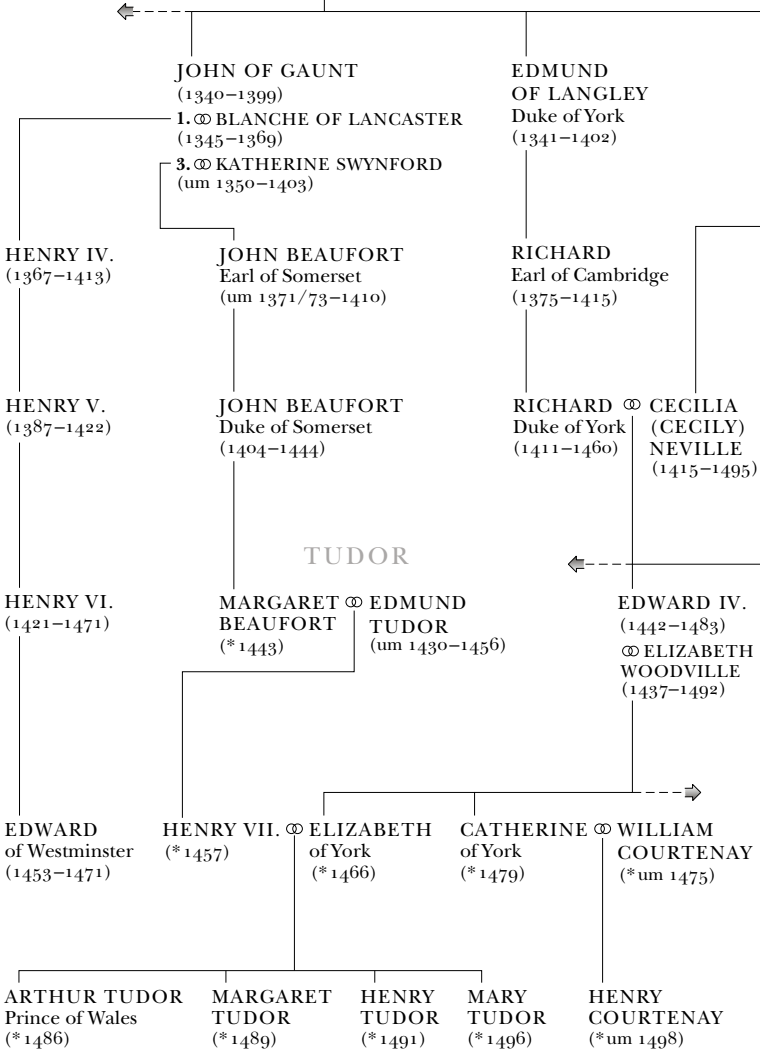 JOHN OF GAUNT
(1340–1399)
1. ⚭ BLANCHE OF LANCASTER
(1345–1369)
3. ⚭ KATHERINE SWYNFORD
(um 1350–1403)
EDMUND
OF LANGLEY
Duke of York
(1341–1402)
HENRY IV.
(1367–1413)
JOHN BEAUFORT
Earl of Somerset
(um 1371/73–1410)
RICHARD
Earl of Cambridge
(1375–1415)
HENRY V.
(1387–1422)
JOHN BEAUFORT
Duke of Somerset
(1404–1444)
RICHARD ⚭
Duke of York
(1411–1460)
CECILIA
(CECILY)
NEVILLE
(1415–1495)
TUDOR
HENRY VI.
(1421–1471)
MARGARET ⚭
BEAUFORT
(*1443)
EDMUND
TUDOR
(um 1430–1456)
EDWARD IV.
(1442–1483)
⚭ ELIZABETH
WOODVILLE
(1437–1492)
EDWARD
of Westminster
(1453–1471)
HENRY VII. ⚭
(*1457)
ELIZABETH
of York
(*1466)
CATHERINE ⚭
of York
(*1479)
WILLIAM
COURTENAY
(*um 1475)
ARTHUR TUDOR
Prince of Wales
(*1486)
MARGARET
TUDOR
(*1489)
HENRY
TUDOR
(*1491)
MARY
TUDOR
(*1496)
HENRY
COURTENAY
(*um 1498)